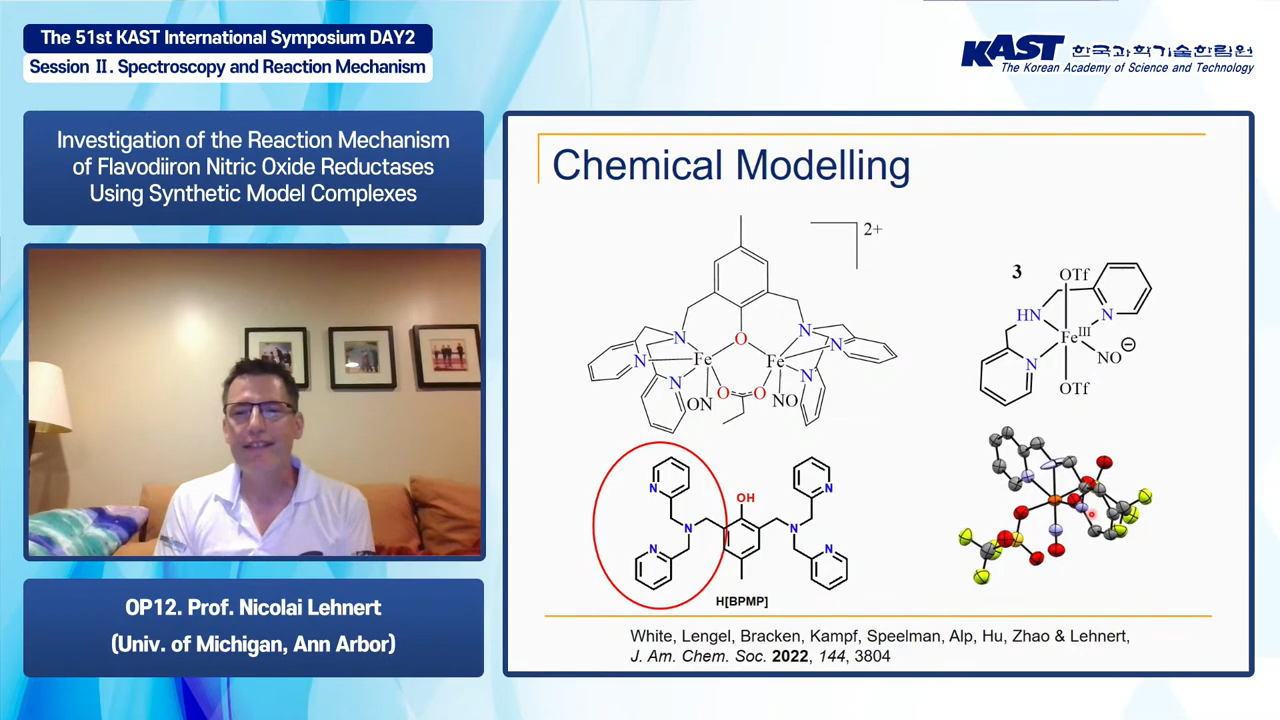 The 51st KAST International Symposium DAY2
Session Ⅱ. Spectroscopy and Reaction Mechanism
KAST 한국과학기술한림원
The Korean Academy of Science and Technology
Investigation of the Reaction Mechanism
of Flavodiiron Nitric Oxide Reductases
Using Synthetic Model Complexes
Chemical Modelling
2+
N
N
N
N
N
N
O
Fe
Fe
ON
O
O
NO
3
OTf
HN
N
Fe III
N
NO ⊖
OTf
N
N
OH
N
N
N
N
H[BPMP]
OP12. Prof. Nicolai Lehnert
(Univ. of Michigan, Ann Arbor)
White, Lengel, Bracken, Kampf, Speelman, Alp, Hu, Zhao & Lehnert,
J. Am. Chem. Soc. 2022, 144, 3804